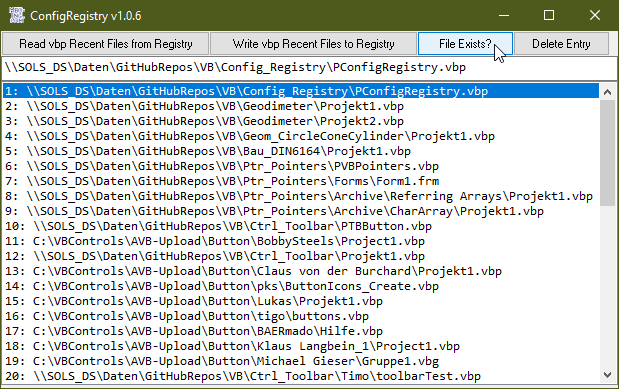 ConfigRegistry v1.0.6
Read vbp Recent Files from Registry Write vbp Recent Files to Registry File Exists? Delete Entry
\\SOLS_DS\Daten\GitHubRepos\VB\Config_Registry\PConfigRegistry.vbp
1: \\SOLS_DS\Daten\GitHubRepos\VB\Config_Registry\PConfigRegistry.vbp
2: \\SOLS_DS\Daten\GitHubRepos\VB\Geodimeter\Projekt1.vbp
3: \\SOLS_DS\Daten\GitHubRepos\VB\Geodimeter\Projekt2.vbp
4: \\SOLS_DS\Daten\GitHubRepos\VB\Geom_CircleConeCylinder\Projekt1.vbp
5: \\SOLS_DS\Daten\GitHubRepos\VB\Bau_DIN6164\Projekt1.vbp
6: \\SOLS_DS\Daten\GitHubRepos\VB\Ptr_Pointers\PVBPointers.vbp
7: \\SOLS_DS\Daten\GitHubRepos\VB\Ptr_Pointers\Forms\Form1.frm
8: \\SOLS_DS\Daten\GitHubRepos\VB\Ptr_Pointers\Archive\Referring Arrays\Projekt1.vbp
9: \\SOLS_DS\Daten\GitHubRepos\VB\Ptr_Pointers\Archive\CharArray\Projekt1.vbp
10: \\SOLS_DS\Daten\GitHubRepos\VB\Ctrl_Toolbar\PTBButton.vbp
11: C:\VBControls\AVB-Upload\Button\BobbySteels\Project1.vbp
12: \\SOLS_DS\Daten\GitHubRepos\VB\Ctrl_Toolbar\Projekt1.vbp
13: C:\VBControls\AVB-Upload\Button\Claus von der Burchard\Projekt1.vbp
14: C:\VBControls\AVB-Upload\Button\pks\ButtonIcons_Create.vbp
15: C:\VBControls\AVB-Upload\Button\Lukas\Projekt1.vbp
16: C:\VBControls\AVB-Upload\Button\tigo\buttons.vbp
17: C:\VBControls\AVB-Upload\Button\BAERmado\Hilfe.vbp
18: C:\VBControls\AVB-Upload\Button\Klaus Langbein_1\Project1.vbp
19: C:\VBControls\AVB-Upload\Button\Michael Gieser\Gruppe1.vbg
20: \\SOLS_DS\Daten\GitHubRepos\VB\Ctrl_Toolbar\Timo\toolbarTest.vbp